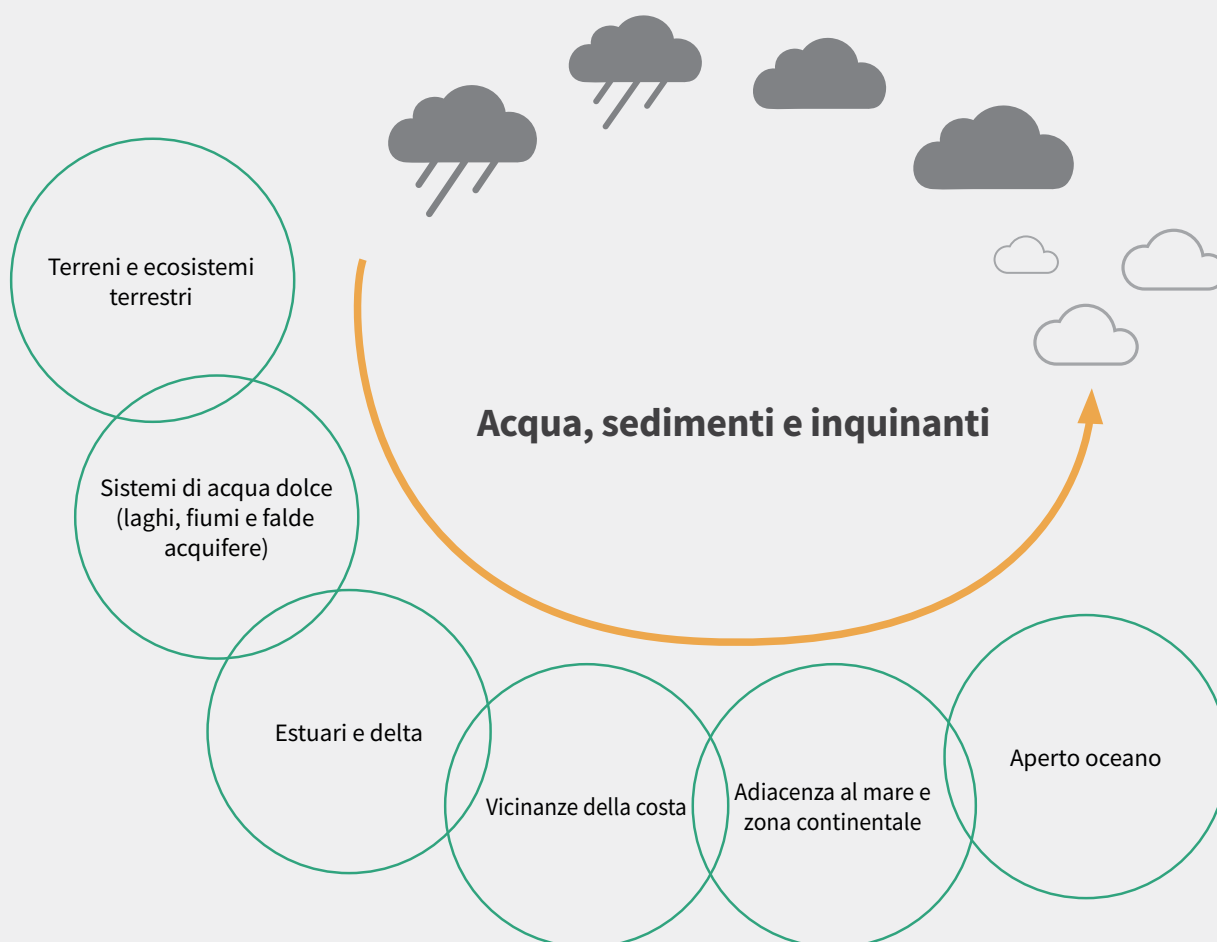 Terreni e ecosistemi
terrestri
Acqua, sedimenti e inquinanti
Sistemi di acqua dolce
(laghi, fiumi e falde
acquifere)
Estuari e delta
Vicinanze della costa
Adiacenza al mare e
zona continentale
Aperto oceano